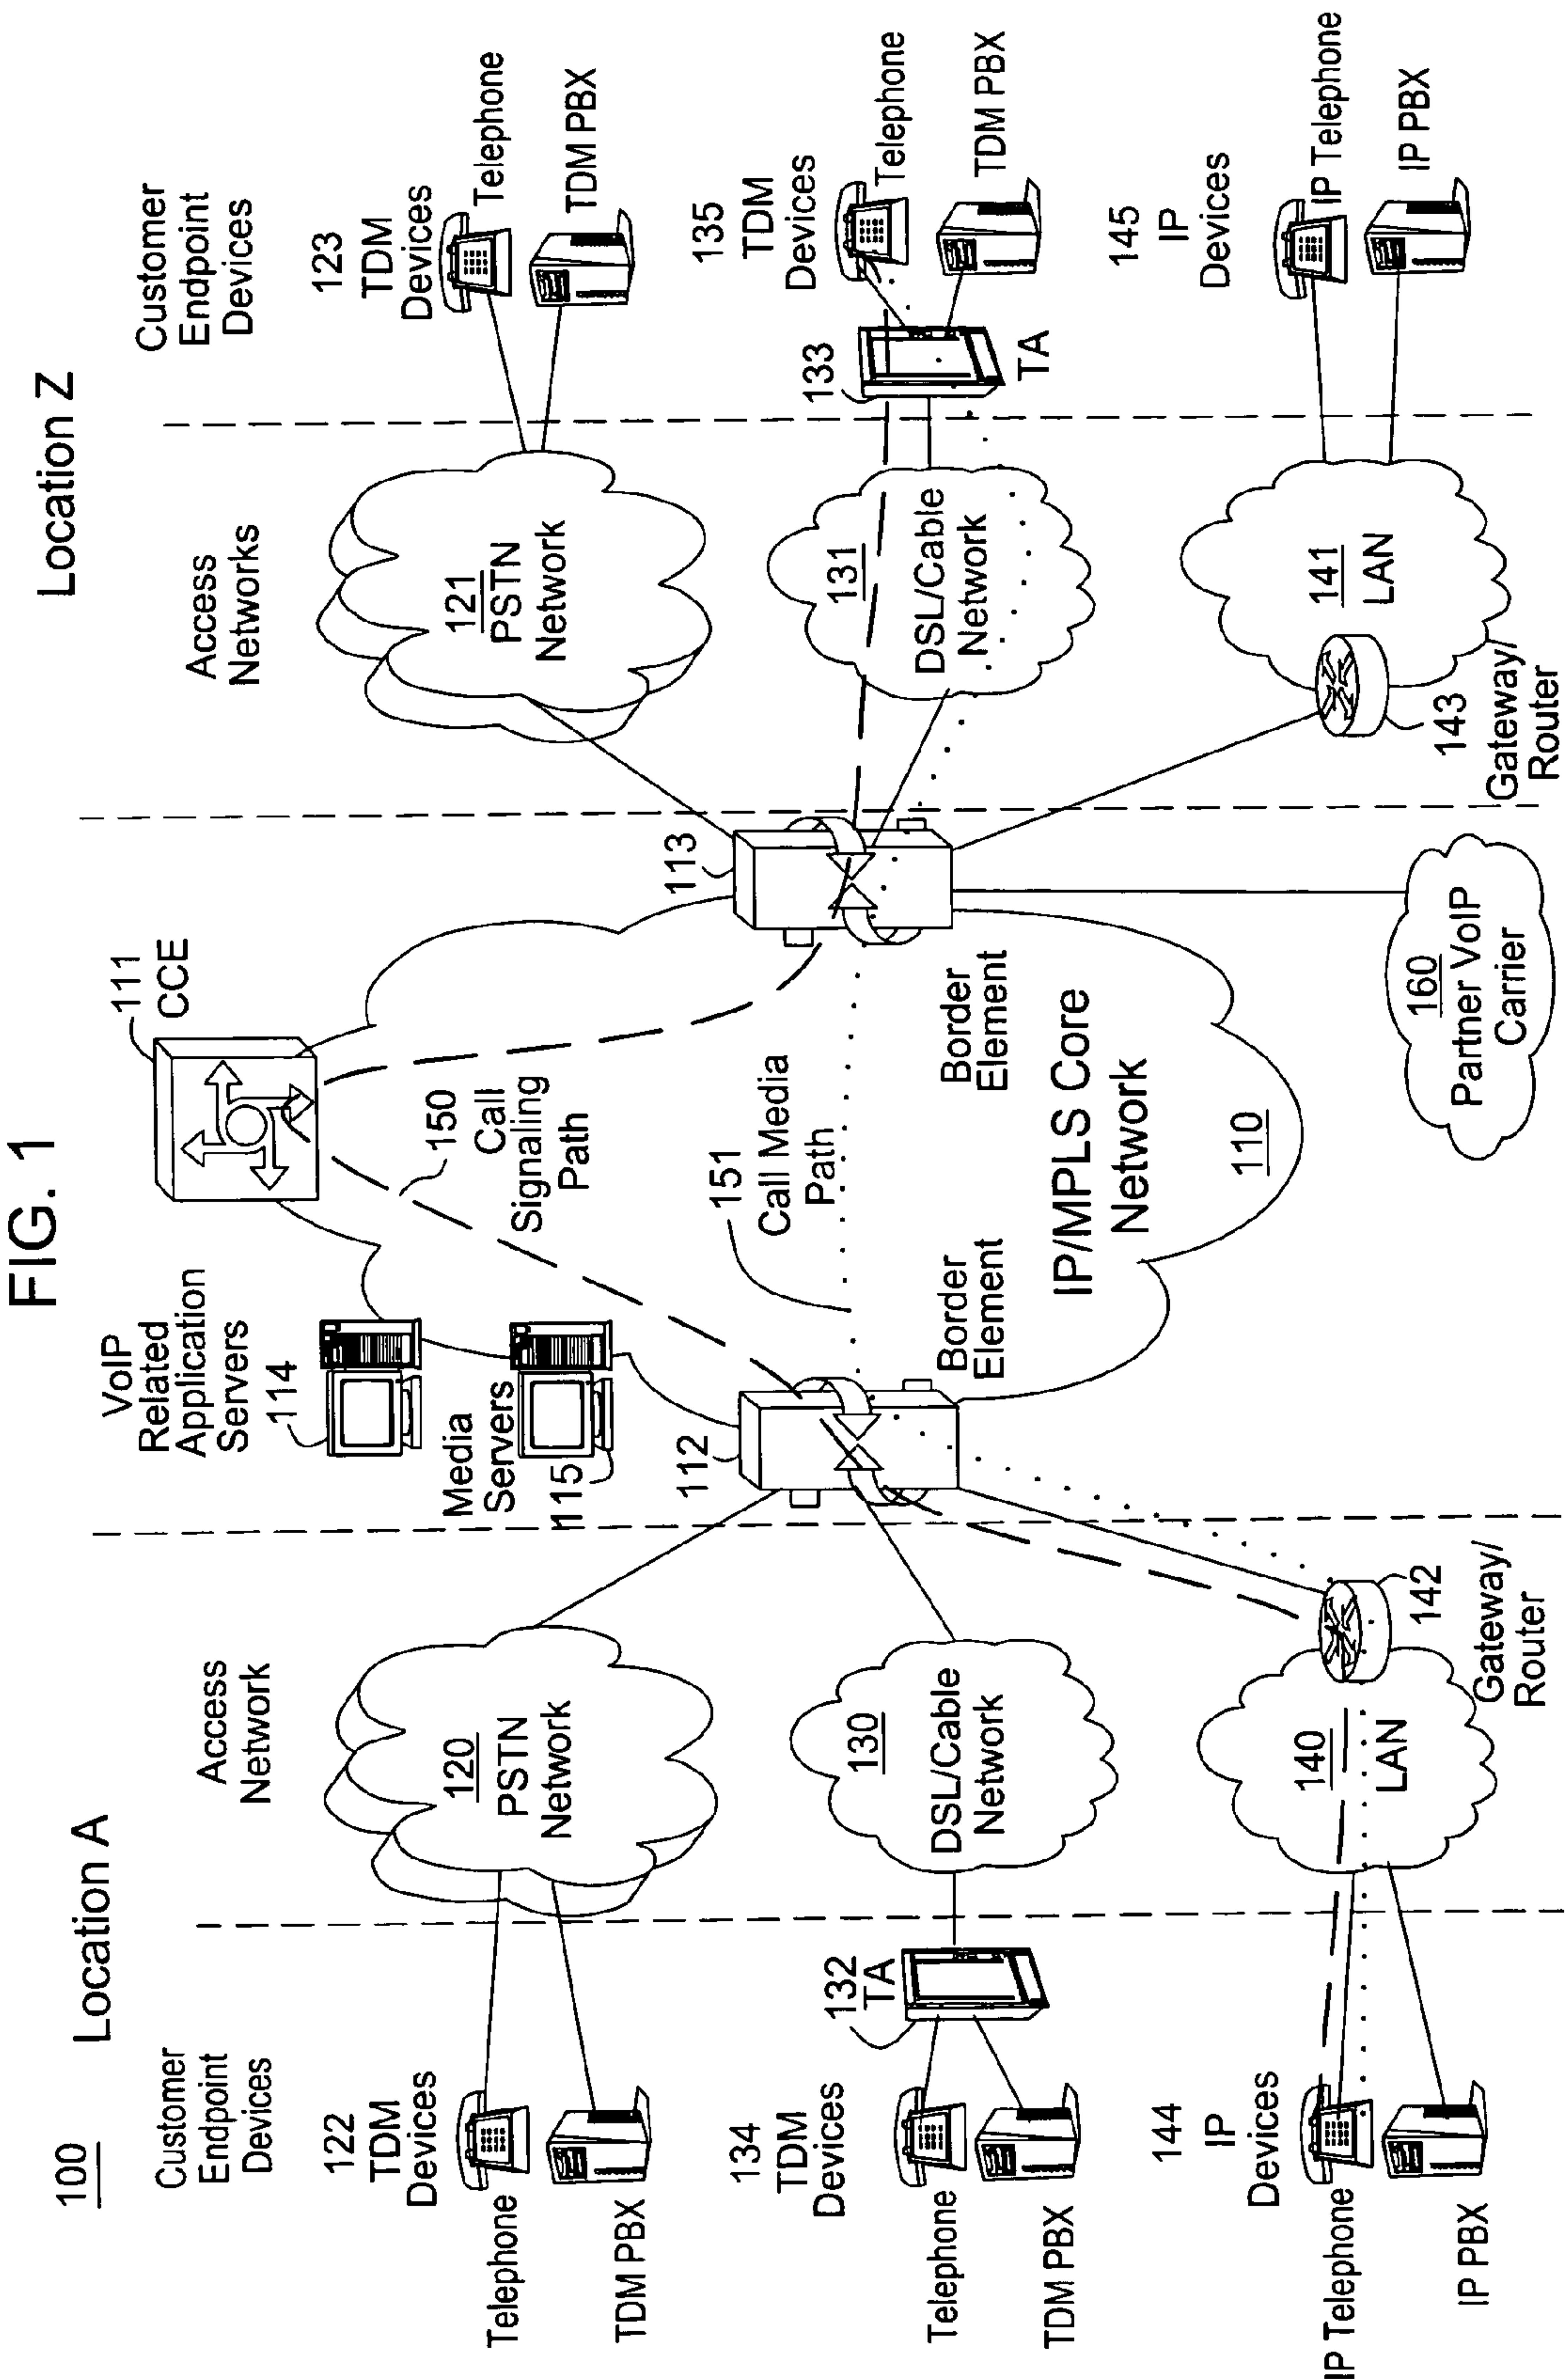 FIG. 1
100
Location A
Location Z
Customer
Endpoint
Devices
Access
Network
VoIP
Related
Application
Servers
114
Media
Servers
115
111
CCE
Access
Networks
Customer
Endpoint
Devices
122
TDM
Devices
Telephone
TDM PBX
120
PSTN
Network
112
150
Call
Signaling
Path
151
Call Media
Path
113
121
PSTN
Network
123
TDM
Devices
Telephone
TDM PBX
134
TDM
Devices
Telephone
TDM PBX
132
TA
130
DSL/Cable
Network
Border
Element
Border
Element
IP/MPLS Core
Network
110
131
DSL/Cable
Network
133
TA
135
TDM
Devices
Telephone
TDM PBX
144
IP
Devices
IP Telephone
IP PBX
140
LAN
142
Gateway/
Router
160
Partner VoIP
Carrier
143
Gateway/
Router
141
LAN
145
IP
Devices
IP Telephone
IP PBX